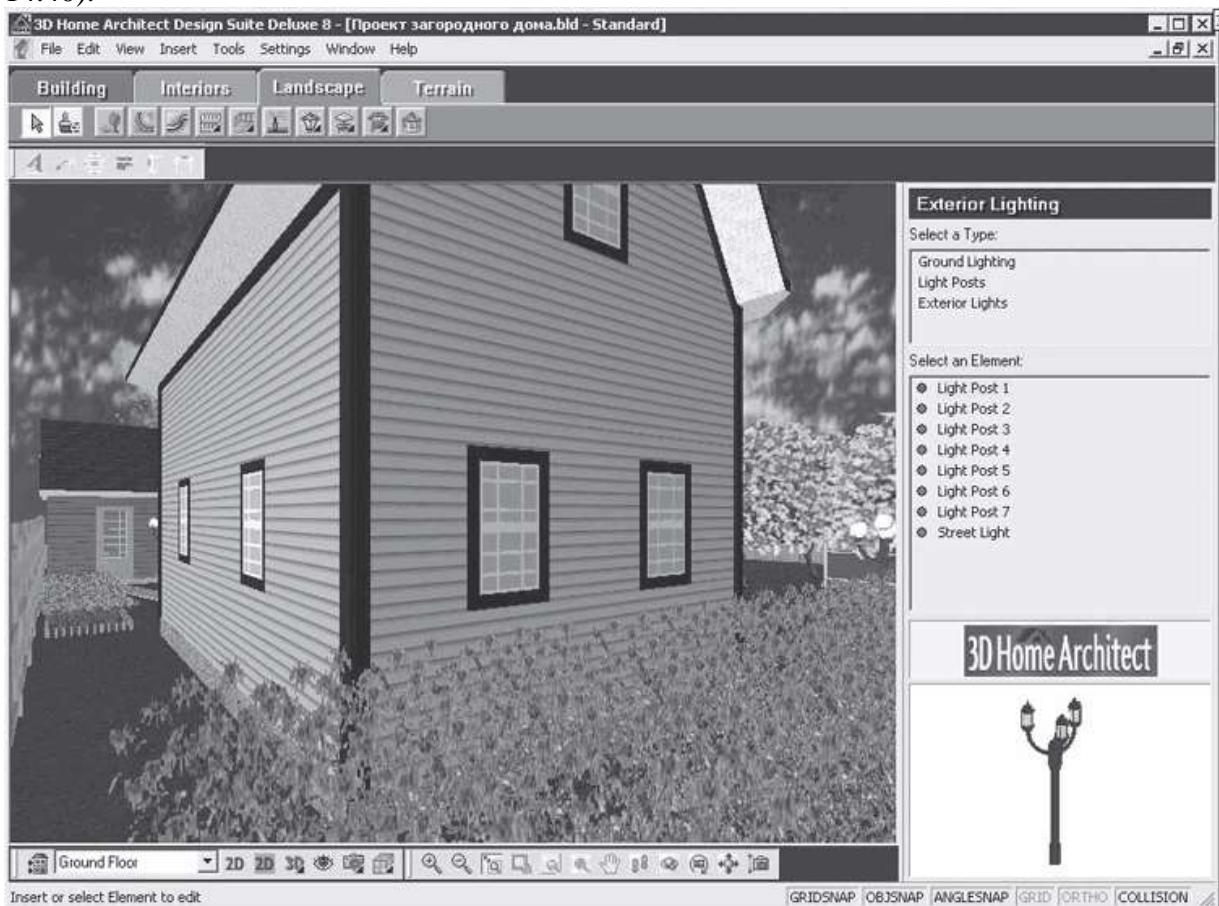 3D Home Architect Design Suite Deluxe 8 - [Проект загородного дома.bld - Standard]
File Edit View Insert Tools Settings Window Help
Building Interiors Landscape Terrain
Exterior Lighting
Select a Type:
Ground Lighting
Light Posts
Exterior Lights
Select an Element:
Light Post 1
Light Post 2
Light Post 3
Light Post 4
Light Post 5
Light Post 6
Light Post 7
Street Light
3D Home Architect
Ground Floor 2D 2D 3D
Insert or select Element to edit GRIDSNAP OBJSNAP ANGLESNAP GRID ORTHO COLLISION